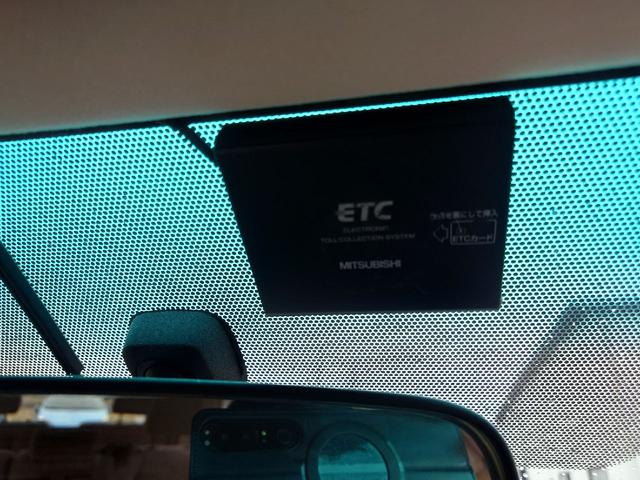 ETC
ELECTRONIC
TOLL COLLECTION SYSTEM
MITSUBISHI
ETCカード